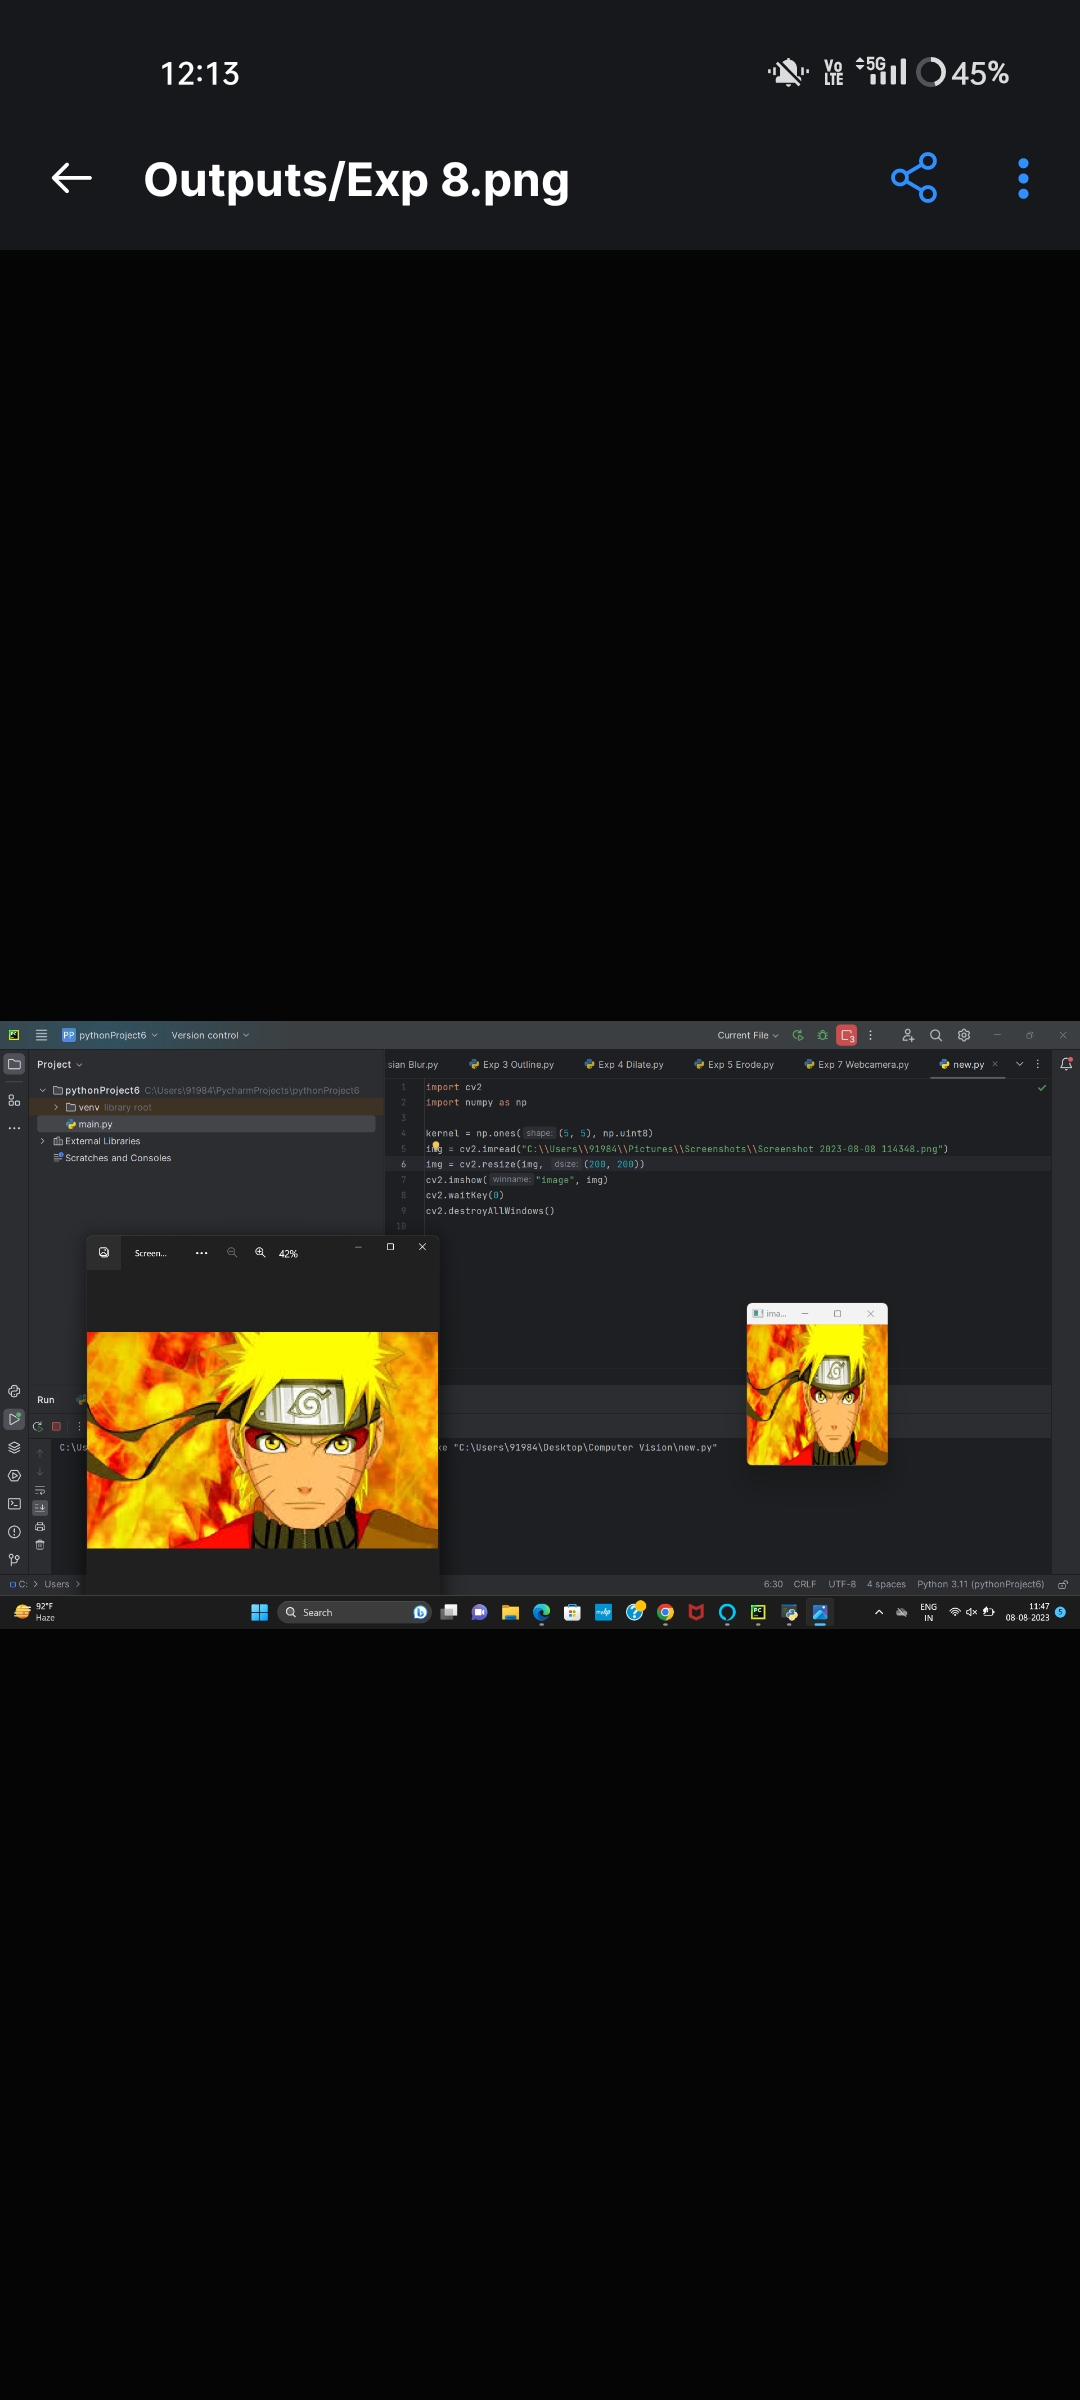 12:13
Vo LTE 5G 45%
Outputs/Exp 8.png
PP pythonProject6 Version control Current File 3
Project sian Blur.py Exp 3 Outline.py Exp 4 Dilate.py Exp 5 Erode.py Exp 7 Webcamera.py new.py
pythonProject6 C:\Users\91984\PycharmProjects\pythonProject6
venv library root
main.py
External Libraries
Scratches and Consoles
1 import cv2
2 import numpy as np
3
4 kernel = np.ones( shape: (5, 5), np.uint8)
5 img = cv2.imread("C:\\Users\\91984\\Pictures\\Screenshots\\Screenshot 2023-08-08 114348.png")
6 img = cv2.resize(img, dsize: (200, 200))
7 cv2.imshow( winname: "image", img)
8 cv2.waitKey(0)
9 cv2.destroyAllWindows()
10
Screen... 42%
ima...
Run
C:\Us "C:\Users\91984\Desktop\Computer Vision\new.py"
C: Users 6:30 CRLF UTF-8 4 spaces Python 3.11 (pythonProject6)
92°F
Haze
Search
ENG
IN
11:47
08-08-2023 5